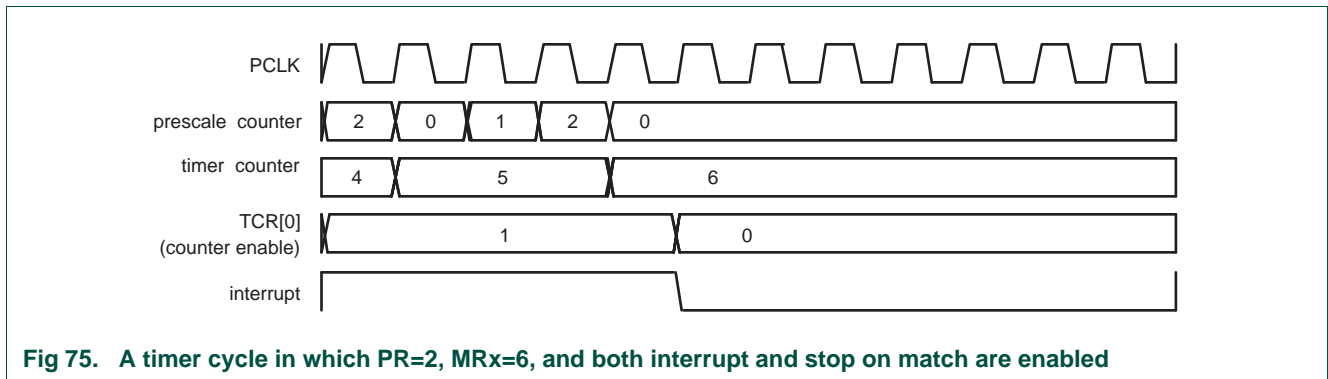 PCLK
prescale counter 2 0 1 2 0
timer counter 4 5 6
TCR[0]
(counter enable) 1 0
interrupt
Fig 75. A timer cycle in which PR=2, MRx=6, and both interrupt and stop on match are enabled